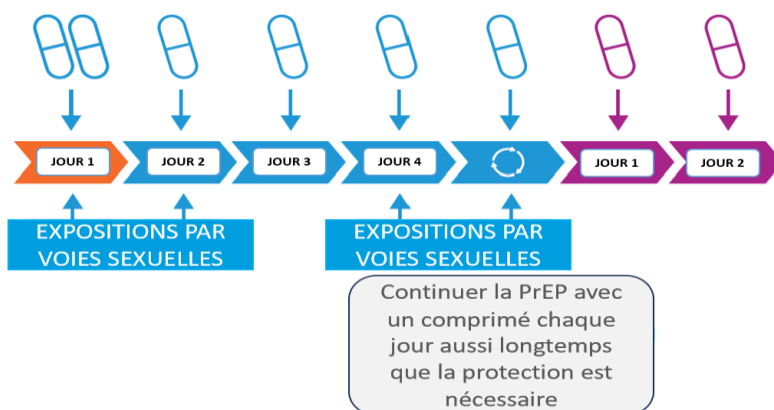 JOUR 1 JOUR 2 JOUR 3 JOUR 4 JOUR 1 JOUR 2
EXPOSITIONS PAR
VOIES SEXUELLES
EXPOSITIONS PAR
VOIES SEXUELLES
Continuer la PrEP avec
un comprimé chaque
jour aussi longtemps
que la protection est
nécessaire